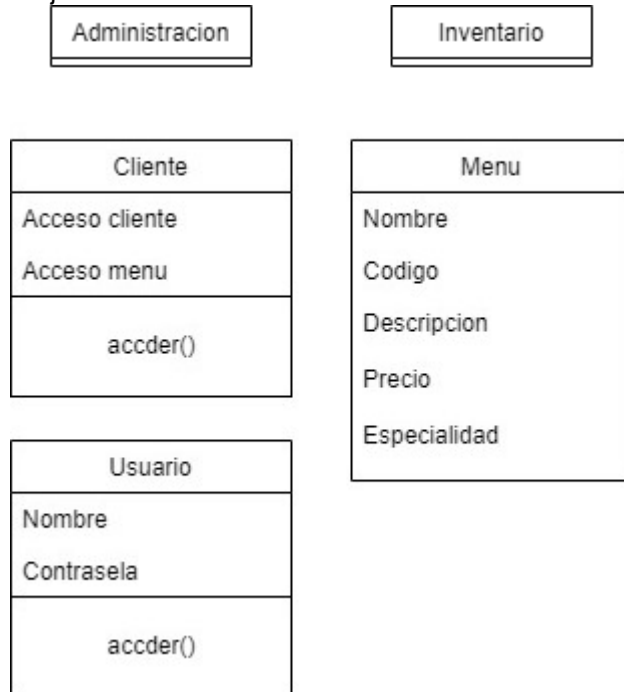 Administracion
Inventario
Cliente
Acceso cliente
Acceso menu
accder()
Menu
Nombre
Codigo
Descripcion
Precio
Especialidad
Usuario
Nombre
Contrasela
accder()